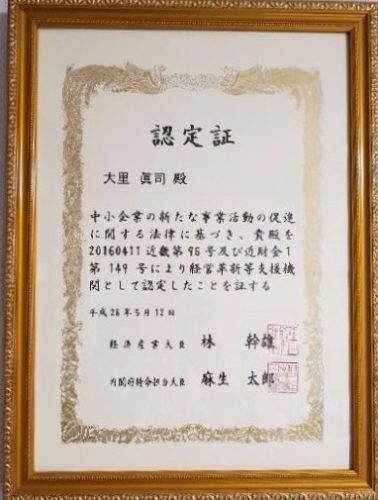 認定証
大里 眞司 殿
中小企業の新たな事業活動の促進
に関する法律に基づき、貴殿を
20160411近畿第96号及び近財金1
第149号により経営革新等支援機
関として認定したことを証する
平成28年5月12日
経済産業大臣 林 幹雄
内閣府特命担当大臣 麻生 太郎